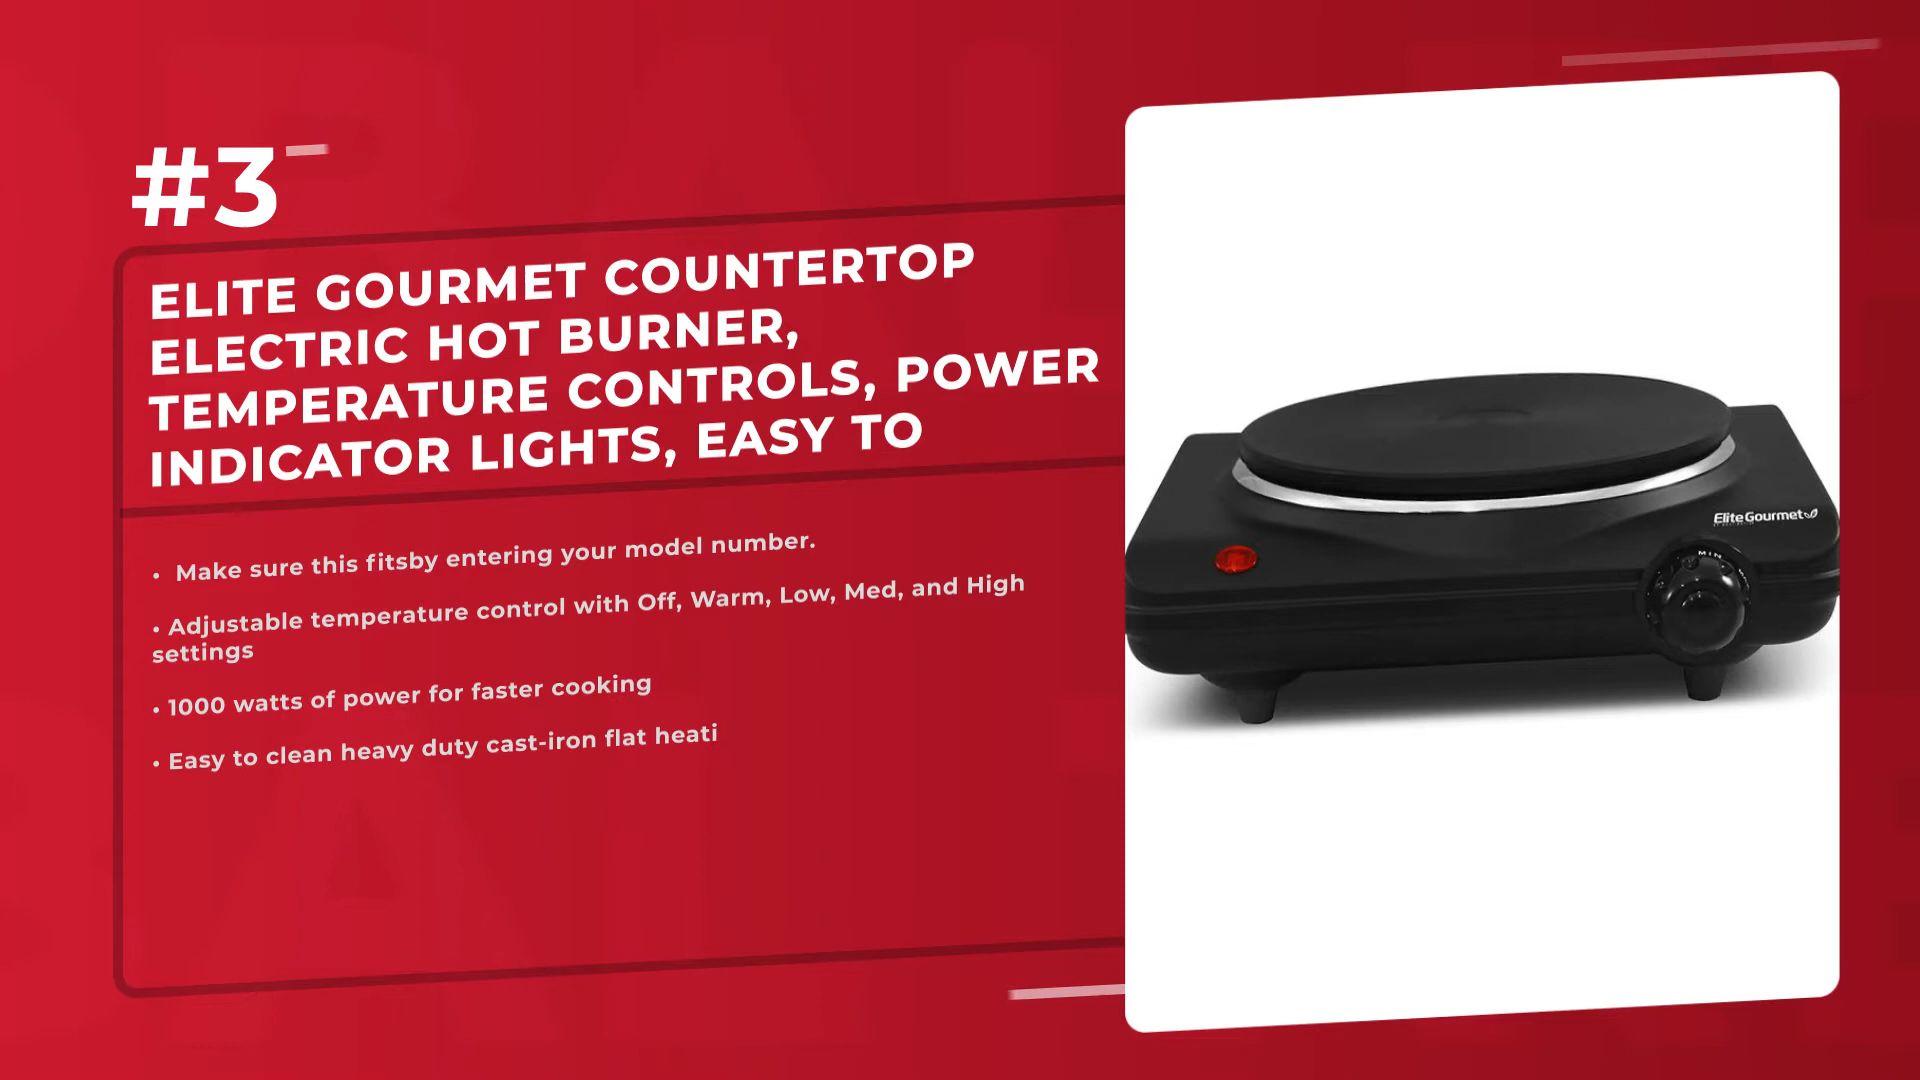 #3
ELITE GOURMET COUNTERTOP
ELECTRIC HOT BURNER,
TEMPERATURE CONTROLS, POWER
INDICATOR LIGHTS, EASY TO
• Make sure this fitsby entering your model number.
• Adjustable temperature control with Off, Warm, Low, Med, and High
settings
• 1000 watts of power for faster cooking
• Easy to clean heavy duty cast-iron flat heati
Elite Gourmet
MIN